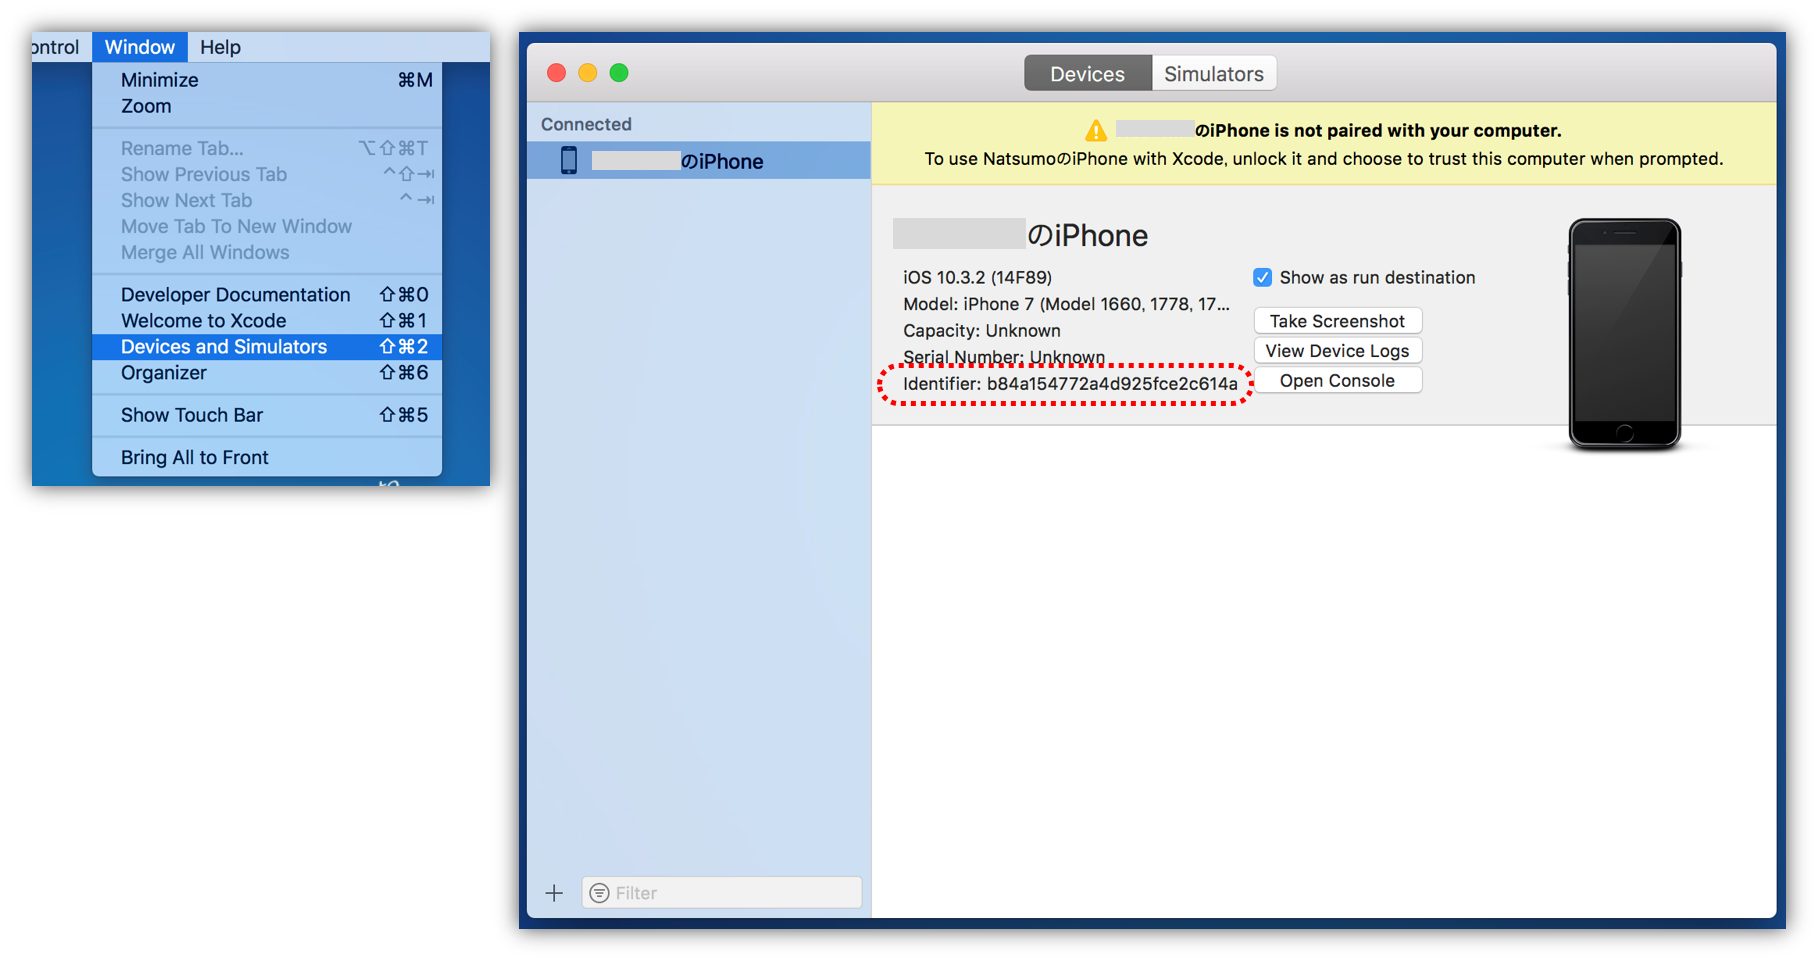 ontrol Window Help
Minimize ⌘M
Zoom
Rename Tab... ⌥⇧⌘T
Show Previous Tab ^⇧⇥
Show Next Tab ^⇥
Move Tab To New Window
Merge All Windows
Developer Documentation ⇧⌘0
Welcome to Xcode ⇧⌘1
Devices and Simulators ⇧⌘2
Organizer ⇧⌘6
Show Touch Bar ⇧⌘5
Bring All to Front
Devices Simulators
Connected
のiPhone
のiPhone is not paired with your computer.
To use NatsumoのiPhone with Xcode, unlock it and choose to trust this computer when prompted.
のiPhone
iOS 10.3.2 (14F89)
Model: iPhone 7 (Model 1660, 1778, 17...
Capacity: Unknown
Serial Number: Unknown
Identifier: b84a154772a4d925fce2c614a
Show as run destination
Take Screenshot
View Device Logs
Open Console
Filter